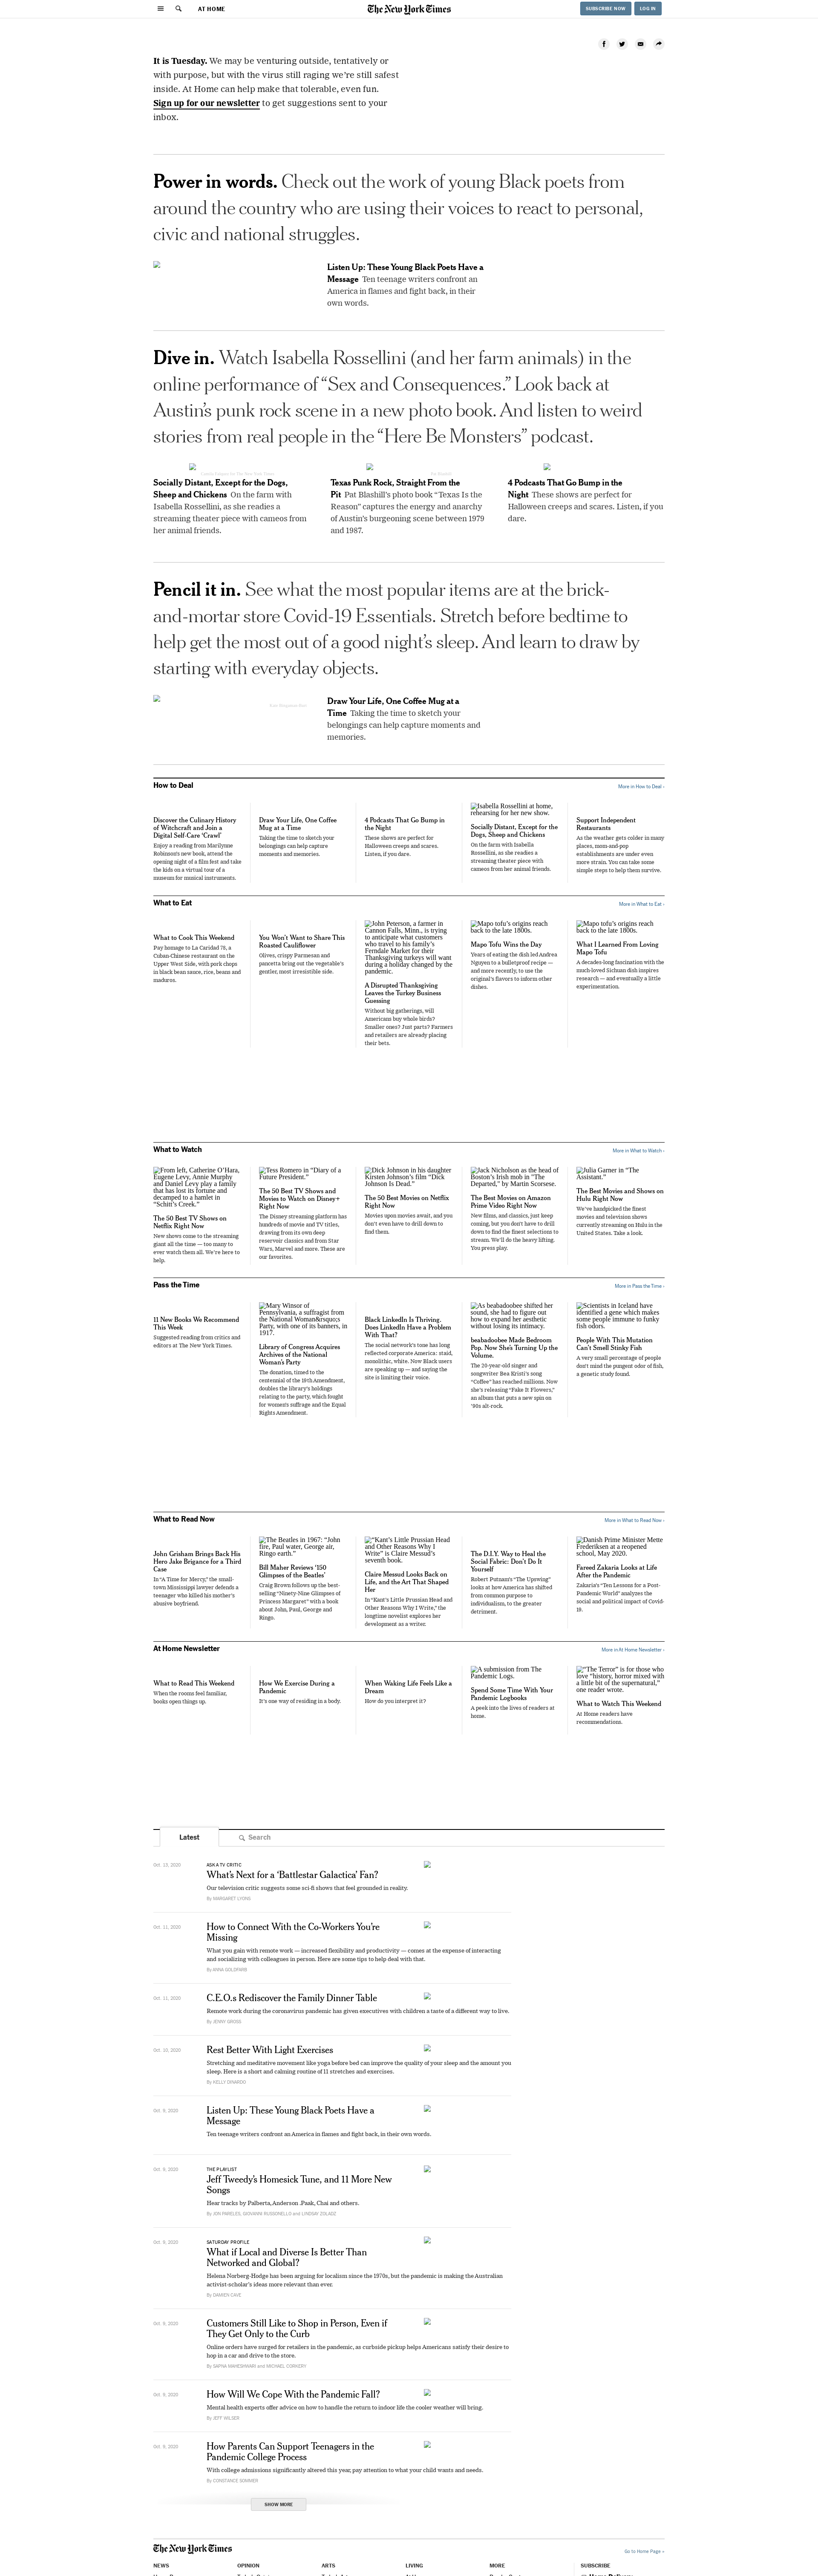 AT HOME
The New York Times
SUBSCRIBE NOW
LOG IN
It is Tuesday. We may be venturing outside, tentatively or
with purpose, but with the virus still raging we're still safest
inside. At Home can help make that tolerable, even fun.
Sign up for our newsletter to get suggestions sent to your
inbox.
Power in words. Check out the work of young Black poets from
around the country who are using their voices to react to personal,
civic and national struggles.
Listen Up: These Young Black Poets Have a
Message Ten teenage writers confront an
America in flames and fight back, in their
own words.
Dive in. Watch Isabella Rossellini (and her farm animals) in the
online performance of “Sex and Consequences.” Look back at
Austin’s punk rock scene in a new photo book. And listen to weird
stories from real people in the “Here Be Monsters” podcast.
Socially Distant, Except for the Dogs,
Sheep and Chickens On the farm with
Isabella Rossellini, as she readies a
streaming theater piece with cameos from
her animal friends.
Texas Punk Rock, Straight From the
Pit Pat Blashill’s photo book “Texas Is the
Reason” captures the energy and anarchy
of Austin’s burgeoning scene between 1979
and 1987.
4 Podcasts That Go Bump in the
Night These shows are perfect for
Halloween creeps and scares. Listen, if you
dare.
Pencil it in. See what the most popular items are at the brick-
and-mortar store Covid-19 Essentials. Stretch before bedtime to
help get the most out of a good night’s sleep. And learn to draw by
starting with everyday objects.
Draw Your Life, One Coffee Mug at a
Time Taking the time to sketch your
belongings can help capture moments and
memories.
How to Deal
More in How to Deal ›
Discover the Culinary History
of Witchcraft and Join a
Digital Self-Care ‘Crawl’
Enjoy a reading from Marilynne
Robinson’s new book, attend the
opening night of a film fest and take
the kids on a virtual tour of a
museum for musical instruments.
Draw Your Life, One Coffee
Mug at a Time
Taking the time to sketch your
belongings can help capture
moments and memories.
4 Podcasts That Go Bump in
the Night
These shows are perfect for
Halloween creeps and scares.
Listen, if you dare.
Isabella Rossellini at home,
rehearsing for her new show.
Socially Distant, Except for the
Dogs, Sheep and Chickens
On the farm with Isabella
Rossellini, as she readies a
streaming theater piece with
cameos from her animal friends.
Support Independent
Restaurants
As the weather gets colder in many
places, mom-and-pop
establishments are under even
more strain. You can take some
simple steps to help them survive.
What to Eat
More in What to Eat ›
What to Cook This Weekend
Pay homage to La Caridad 78, a
Cuban-Chinese restaurant on the
Upper West Side, with pork chops
in black bean sauce, rice, beans and
maduros.
You Won’t Want to Share This
Roasted Cauliflower
Olives, crispy Parmesan and
pancetta bring out the vegetable’s
gentler, most irresistible side.
John Peterson, a farmer in
Cannon Falls, Minn., is trying
to anticipate what customers
who travel to his family’s
Ferndale Market for their
Thanksgiving turkeys will want
during a holiday changed by the
pandemic.
A Disrupted Thanksgiving
Leaves the Turkey Business
Guessing
Without big gatherings, will
Americans buy whole birds?
Smaller ones? Just parts? Farmers
and retailers are already placing
their bets.
Mapo tofu’s origins reach
back to the late 1800s.
Mapo Tofu Wins the Day
Years of eating the dish led Andrea
Nguyen to a bulletproof recipe —
and more recently, to use the
original’s flavors to inform other
dishes.
Mapo tofu’s origins reach
back to the late 1800s.
What I Learned From Loving
Mapo Tofu
A decades-long fascination with the
much-loved Sichuan dish inspires
research — and eventually a little
experimentation.
What to Watch
More in What to Watch ›
From left, Catherine O’Hara,
Eugene Levy, Annie Murphy
and Daniel Levy play a family
that has lost its fortune and
decamped to a hamlet in
“Schitt’s Creek.”
The 50 Best TV Shows on
Netflix Right Now
New shows come to the streaming
giant all the time — too many to
ever watch them all. We’re here to
help.
Tess Romero in “Diary of a
Future President.”
The 50 Best TV Shows and
Movies to Watch on Disney+
Right Now
The Disney streaming platform has
hundreds of movie and TV titles,
drawing from its own deep
reservoir classics and from Star
Wars, Marvel and more. These are
our favorites.
Dick Johnson in his daughter
Kirsten Johnson’s film “Dick
Johnson Is Dead.”
The 50 Best Movies on Netflix
Right Now
Movies upon movies await, and you
don’t even have to drill down to
find them.
Jack Nicholson as the head of
Boston’s Irish mob in "The
Departed," by Martin Scorsese.
The Best Movies on Amazon
Prime Video Right Now
New films, and classics, just keep
coming, but you don’t have to drill
down to find the finest selections to
stream. We’ll do the heavy lifting.
You press play.
Julia Garner in “The
Assistant.”
The Best Movies and Shows on
Hulu Right Now
We’ve handpicked the finest
movies and television shows
currently streaming on Hulu in the
United States. Take a look.
Pass the Time
More in Pass the Time ›
11 New Books We Recommend
This Week
Suggested reading from critics and
editors at The New York Times.
Mary Winsor of
Pennsylvania, a suffragist from
the National Woman&rsquo;s
Party, with one of its banners, in
1917.
Library of Congress Acquires
Archives of the National
Woman’s Party
The donation, timed to the
centennial of the 19th Amendment,
doubles the library’s holdings
relating to the party, which fought
for women’s suffrage and the Equal
Rights Amendment.
Black LinkedIn Is Thriving.
Does LinkedIn Have a Problem
With That?
The social network’s tone has long
reflected corporate America: staid,
monolithic, white. Now Black users
are speaking up — and saying the
site is limiting their voice.
As beabadoobee shifted her
sound, she had to figure out
how to expand her aesthetic
without losing its intimacy.
beabadoobee Made Bedroom
Pop. Now She’s Turning Up the
Volume.
The 20-year-old singer and
songwriter Bea Kristi’s song
“Coffee” has reached millions. Now
she’s releasing “Fake It Flowers,”
an album that puts a new spin on
’90s alt-rock.
Scientists in Iceland have
identified a gene which makes
some people immune to funky
fish odors.
People With This Mutation
Can’t Smell Stinky Fish
A very small percentage of people
don’t mind the pungent odor of fish,
a genetic study found.
What to Read Now
More in What to Read Now ›
John Grisham Brings Back His
Hero Jake Brigance for a Third
Case
In “A Time for Mercy,” the small-
town Mississippi lawyer defends a
teenager who killed his mother’s
abusive boyfriend.
The Beatles in 1967: “John
fire, Paul water, George air,
Ringo earth.”
Bill Maher Reviews ‘150
Glimpses of the Beatles’
Craig Brown follows up the best-
selling “Ninety-Nine Glimpses of
Princess Margaret” with a book
about John, Paul, George and
Ringo.
“Kant’s Little Prussian Head
and Other Reasons Why I
Write” is Claire Messud’s
seventh book.
Claire Messud Looks Back on
Life, and the Art That Shaped
Her
In “Kant’s Little Prussian Head and
Other Reasons Why I Write,” the
longtime novelist explores her
development as a writer.
The D.I.Y. Way to Heal the
Social Fabric: Don’t Do It
Yourself
Robert Putnam’s “The Upswing”
looks at how America has shifted
from common purpose to
individualism, to the greater
detriment.
Danish Prime Minister Mette
Frederiksen at a reopened
school, May 2020.
Fareed Zakaria Looks at Life
After the Pandemic
Zakaria’s “Ten Lessons for a Post-
Pandemic World” analyzes the
social and political impact of Covid-
19.
At Home Newsletter
More in At Home Newsletter ›
What to Read This Weekend
When the rooms feel familiar,
books open things up.
How We Exercise During a
Pandemic
It’s one way of residing in a body.
When Waking Life Feels Like a
Dream
How do you interpret it?
A submission from The
Pandemic Logs.
Spend Some Time With Your
Pandemic Logbooks
A peek into the lives of readers at
home.
“The Terror” is for those who
love “history, horror mixed with
a little bit of the supernatural,”
one reader wrote.
What to Watch This Weekend
At Home readers have
recommendations.
Latest
Search
Oct. 13, 2020
ASK A TV CRITIC
What’s Next for a ‘Battlestar Galactica’ Fan?
Our television critic suggests some sci-fi shows that feel grounded in reality.
By MARGARET LYONS
Oct. 11, 2020
How to Connect With the Co-Workers You’re
Missing
What you gain with remote work — increased flexibility and productivity — comes at the expense of interacting
and socializing with colleagues in person. Here are some tips to help deal with that.
By ANNA GOLDFARB
Oct. 11, 2020
C.E.O.s Rediscover the Family Dinner Table
Remote work during the coronavirus pandemic has given executives with children a taste of a different way to live.
By JENNY GROSS
Oct. 10, 2020
Rest Better With Light Exercises
Stretching and meditative movement like yoga before bed can improve the quality of your sleep and the amount you
sleep. Here is a short and calming routine of 11 stretches and exercises.
By KELLY DINARDO
Oct. 9, 2020
Listen Up: These Young Black Poets Have a
Message
Ten teenage writers confront an America in flames and fight back, in their own words.
Oct. 9, 2020
THE PLAYLIST
Jeff Tweedy’s Homesick Tune, and 11 More New
Songs
Hear tracks by Palberta, Anderson .Paak, Chai and others.
By JON PARELES, GIOVANNI RUSSONELLO and LINDSAY ZOLADZ
Oct. 9, 2020
SATURDAY PROFILE
What if Local and Diverse Is Better Than
Networked and Global?
Helena Norberg-Hodge has been arguing for localism since the 1970s, but the pandemic is making the Australian
activist-scholar’s ideas more relevant than ever.
By DAMIEN CAVE
Oct. 9, 2020
Customers Still Like to Shop in Person, Even if
They Get Only to the Curb
Online orders have surged for retailers in the pandemic, as curbside pickup helps Americans satisfy their desire to
hop in a car and drive to the store.
By SAPNA MAHESHWARI and MICHAEL CORKERY
Oct. 9, 2020
How Will We Cope With the Pandemic Fall?
Mental health experts offer advice on how to handle the return to indoor life the cooler weather will bring.
By JEFF WILSER
Oct. 9, 2020
How Parents Can Support Teenagers in the
Pandemic College Process
With college admissions significantly altered this year, pay attention to what your child wants and needs.
By CONSTANCE SOMMER
SHOW MORE
The New York Times
Go to Home Page »
NEWS
OPINION
ARTS
LIVING
MORE
SUBSCRIBE